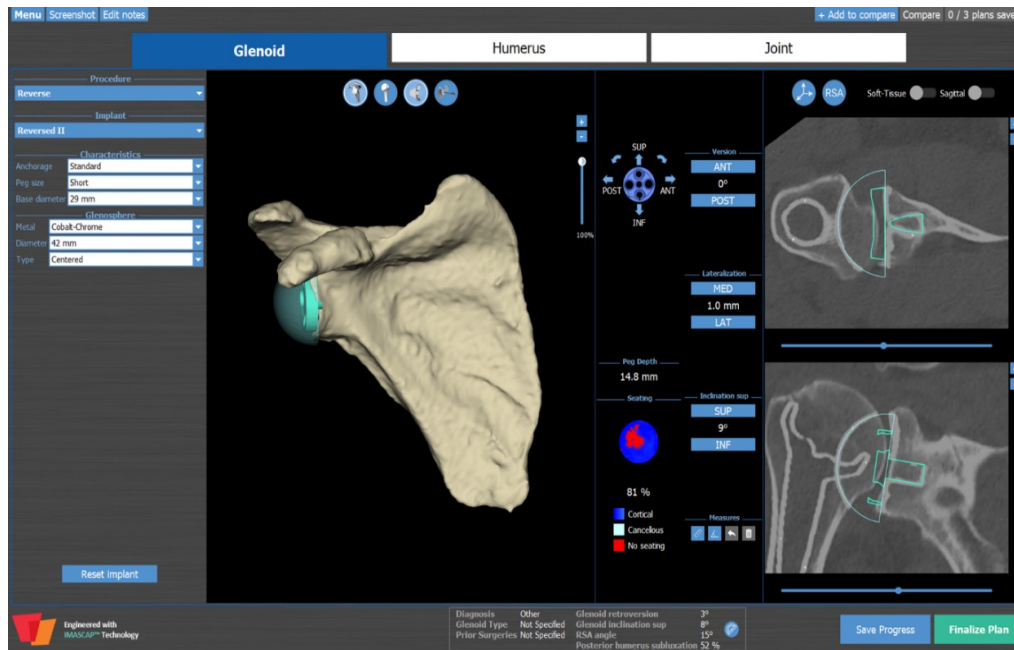 Menu Screenshot Edit notes
+ Add to compare Compare 0 / 3 plans save
Glenoid Humerus Joint
Procedure
Reverse
Implant
Reversed II
Characteristics
Anchorage Standard
Peg size Short
Base diameter 29 mm
Glenosphere
Metal Cobalt-Chrome
Diameter 42 mm
Type Centered
Reset implant
+
-
100%
SUP
POST ANT
INF
Peg Depth
14.8 mm
Seating
81 %
Cortical
Cancellous
No seating
Version
ANT
0°
POST
Lateralization
MED
1.0 mm
LAT
Inclination sup
SUP
9°
INF
Measures
RSA Soft-Tissue Sagittal
Engineered with
IMASCAP™ Technology
Diagnosis Other
Glenoid Type Not Specified
Prior Surgeries Not Specified
Glenoid retroversion 3°
Glenoid inclination sup 8°
RSA angle 15°
Posterior humerus subluxation 52 %
Save Progress Finalize Plan